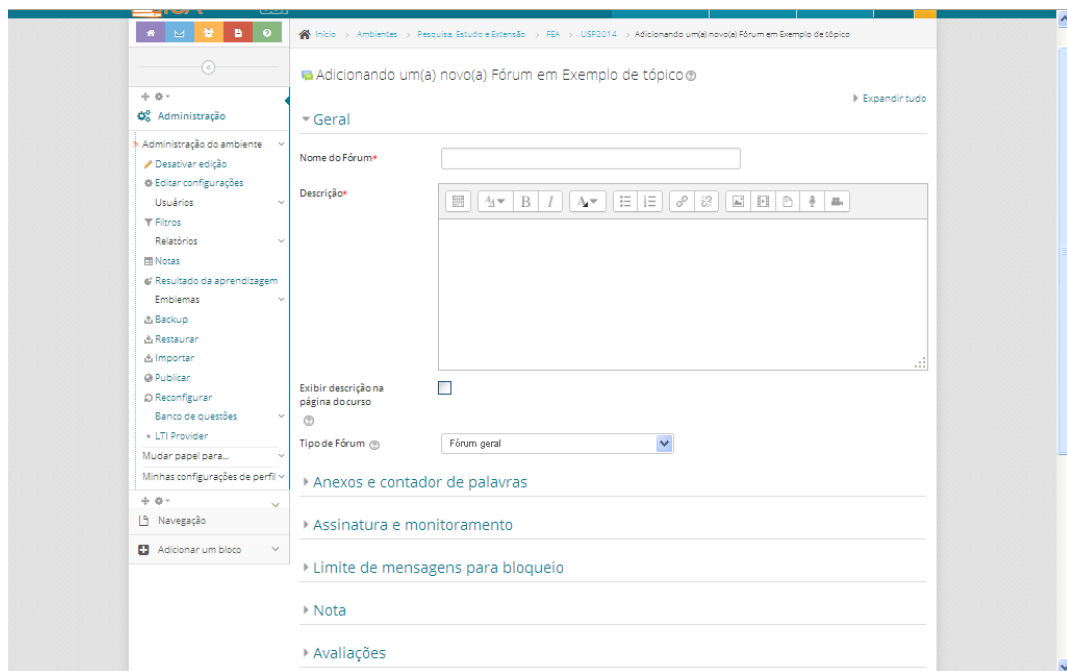 Início > Ambientes > Pesquisa, Estudo e Extensão > FEA > USP2014 > Adicionando um(a) novo(a) Fórum em Exemplo de tópico
Adicionando um(a) novo(a) Fórum em Exemplo de tópico
Expandir tudo
Administração
Administração do ambiente
Desativar edição
Editar configurações
Usuários
Filtros
Relatórios
Notas
Resultado da aprendizagem
Emblemas
Backup
Restaurar
Importar
Publicar
Reconfigurar
Banco de questões
LTI Provider
Mudar papel para...
Minhas configurações de perfil
Navegação
Adicionar um bloco
Geral
Nome do Fórum*
Descrição*
Exibir descrição na
página do curso
Tipo de Fórum
Fórum geral
Anexos e contador de palavras
Assinatura e monitoramento
Limite de mensagens para bloqueio
Nota
Avaliações